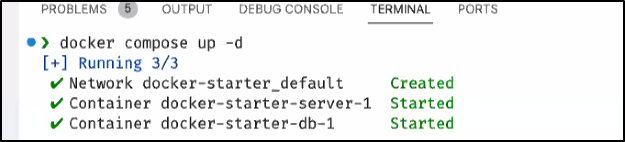 PROBLEMS 5 OUTPUT DEBUG CONSOLE TERMINAL PORTS
❯ docker compose up -d
[+] Running 3/3
✔ Network docker-starter_default Created
✔ Container docker-starter-server-1 Started
✔ Container docker-starter-db-1 Started